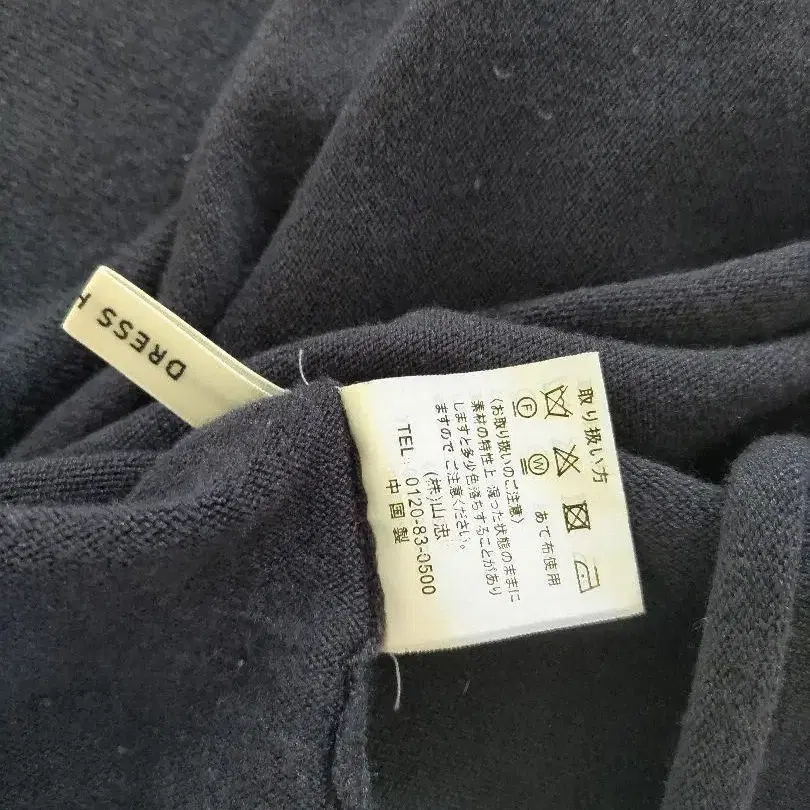 DRESS
取り扱い方
あて布使用
F W
〈お取り扱いのご注意〉
素材の特性上 湿った状態のままに
しますと多少色落ちすることがあり
ますので ご注意ください。
(株)山忠
TEL 0120-83-0500
中国製